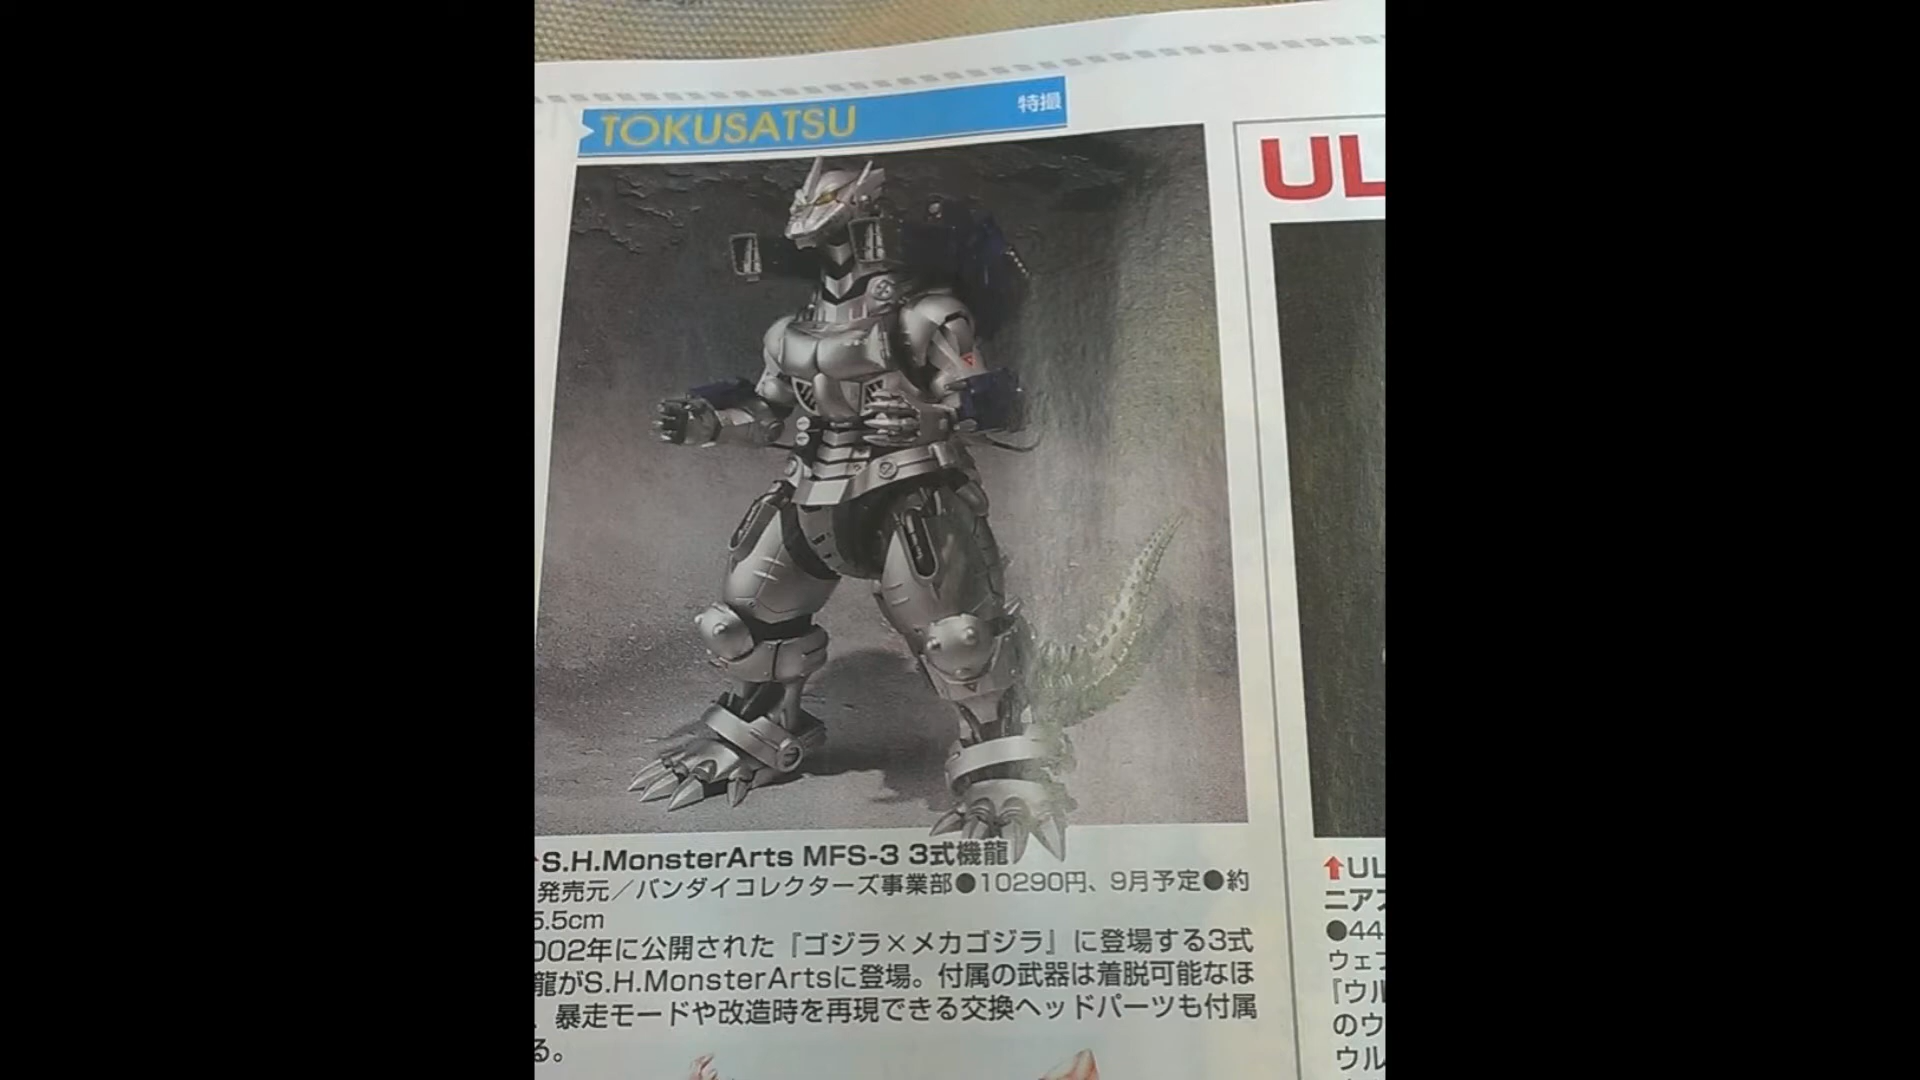 TOKUSATSU
特撮
S.H.MonsterArts MFS-3 3式機龍
発売元／バンダイコレクターズ事業部●10290円、9月予定●約
5.5cm
002年に公開された『ゴジラ×メカゴジラ』に登場する3式
龍がS.H.MonsterArtsに登場。付属の武器は着脱可能なほ
、暴走モードや改造時を再現できる交換ヘッドパーツも付属
る。
UL
⬆UL
ニアス
●44
ウェブ
『ウル
のウ
ウル